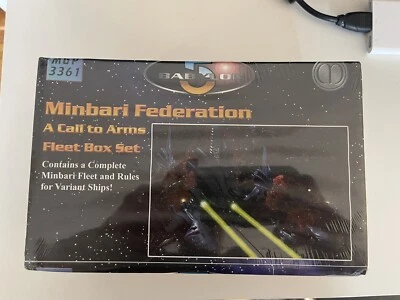 MGP
3361
BABYLON
5
Minbari Federation
A Call to Arms
Fleet Box Set
Contains a Complete
Minbari Fleet and Rules
for Variant Ships!